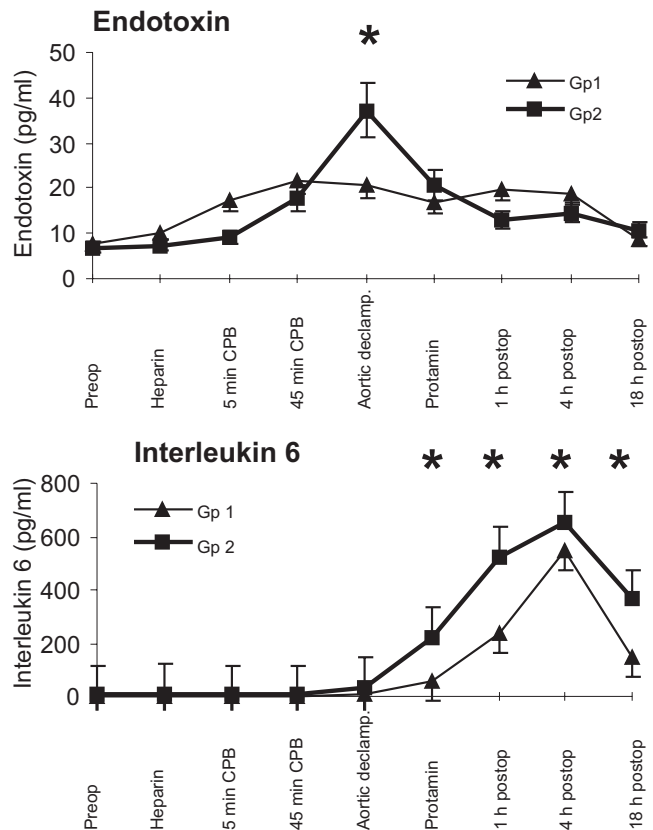 Endotoxin
*
50
40
30
20
10
0
Endotoxin (pg/ml)
Gp1
Gp2
Preop
Heparin
5 min CPB
45 min CPB
Aortic declamp.
Protamin
1 h postop
4 h postop
18 h postop
Interleukin 6
* * * *
800
600
400
200
0
Interleukin 6 (pg/ml)
Gp 1
Gp 2
Preop
Heparin
5 min CPB
45 min CPB
Aortic declamp.
Protamin
1 h postop
4 h postop
18 h postop